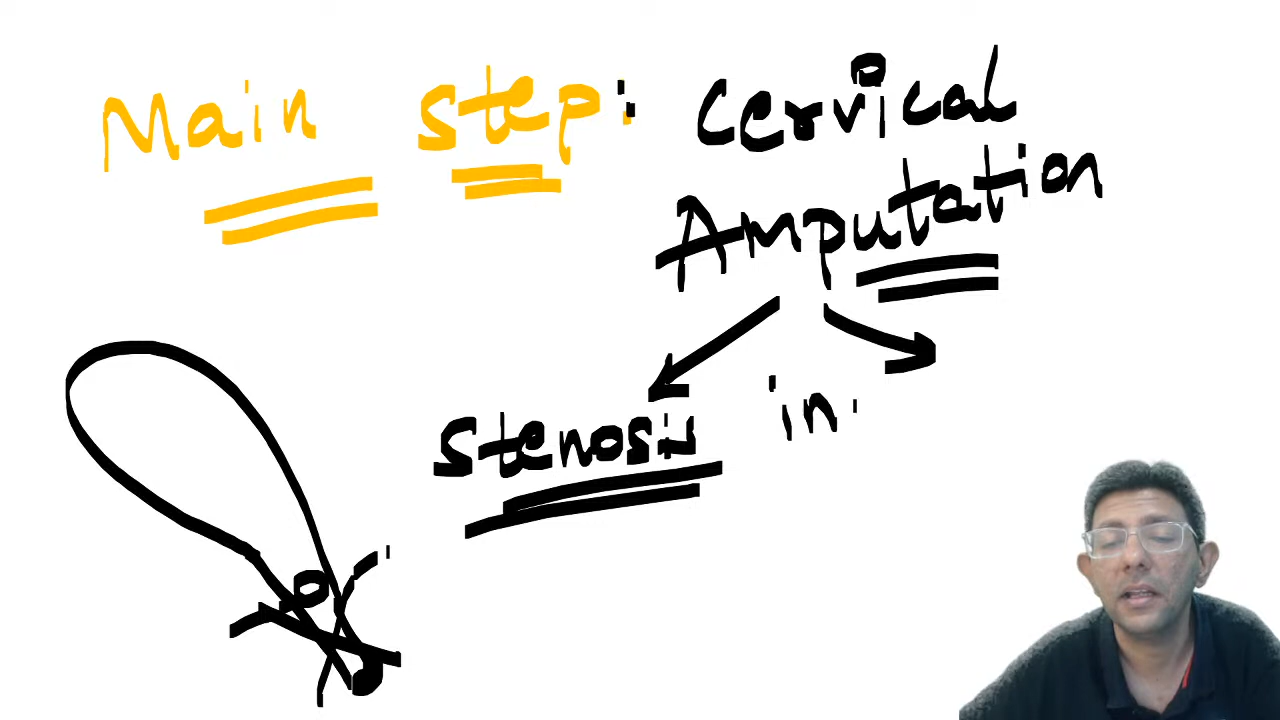 Main step: cervical
Amputation
stenosis in